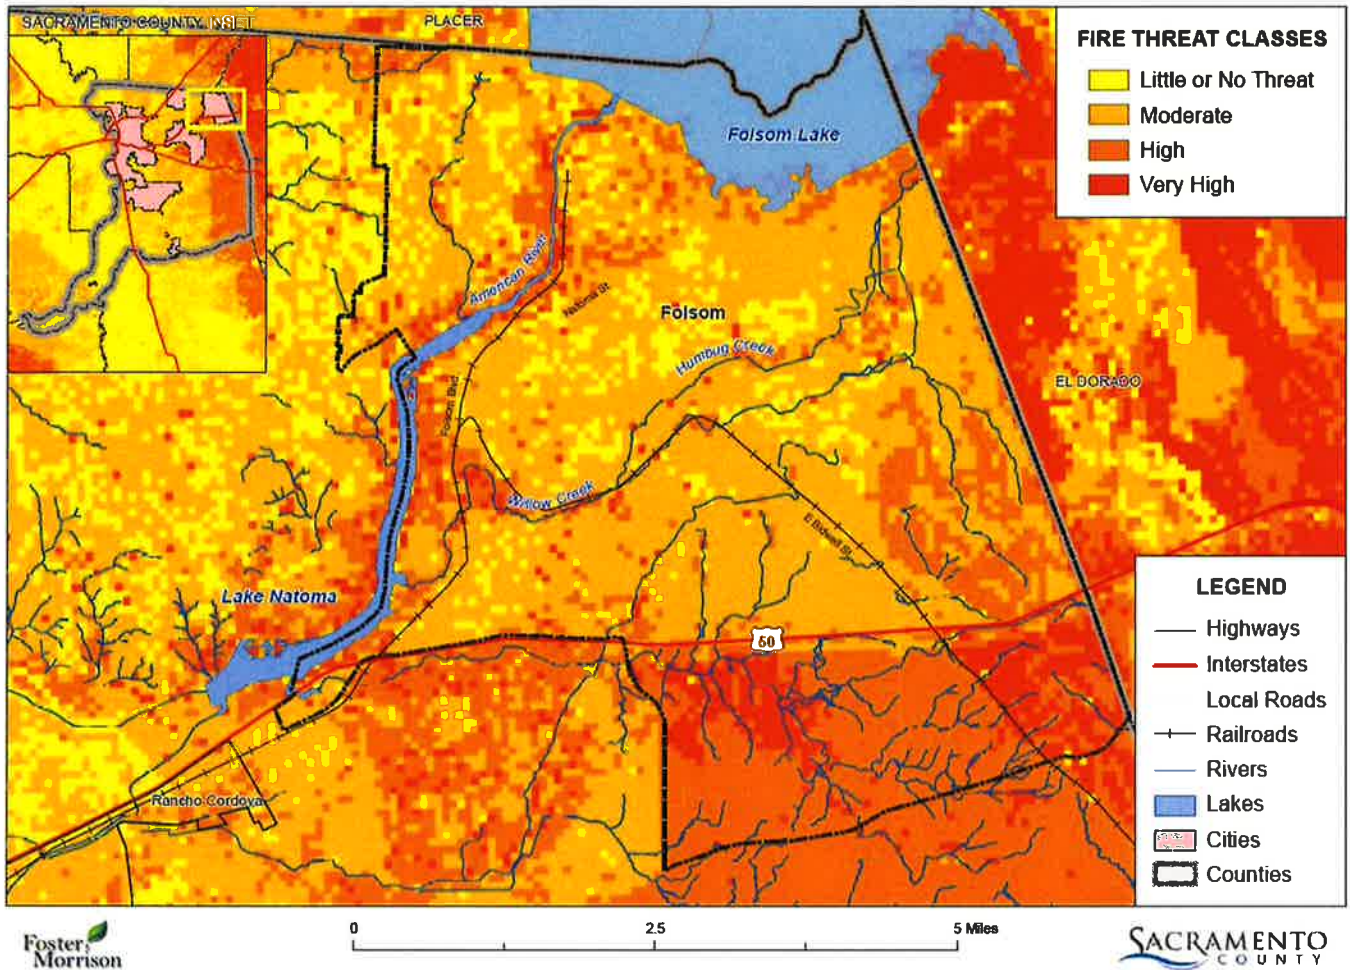 SACRAMENTO COUNTY INSET
PLACER
FIRE THREAT CLASSES
Little or No Threat
Moderate
High
Very High
Folsom Lake
American River
Natoma St
Folsom
Humbug Creek
EL DORADO
Folsom Blvd
Willow Creek
E Bidwell St
Lake Natoma
50
Rancho Cordova
LEGEND
Highways
Interstates
Local Roads
Railroads
Rivers
Lakes
Cities
Counties
Foster
Morrison
0 2.5 5 Miles
SACRAMENTO
COUNTY